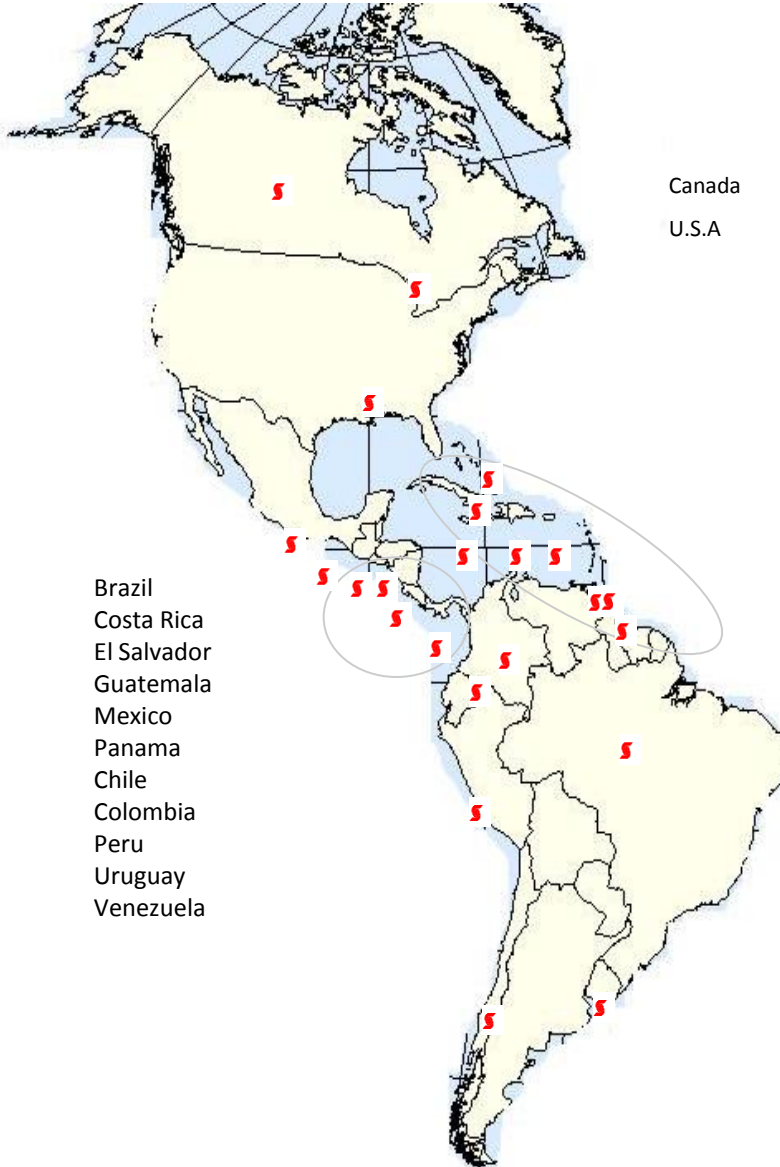 Canada
U.S.A
Brazil
Costa Rica
El Salvador
Guatemala
Mexico
Panama
Chile
Colombia
Peru
Uruguay
Venezuela